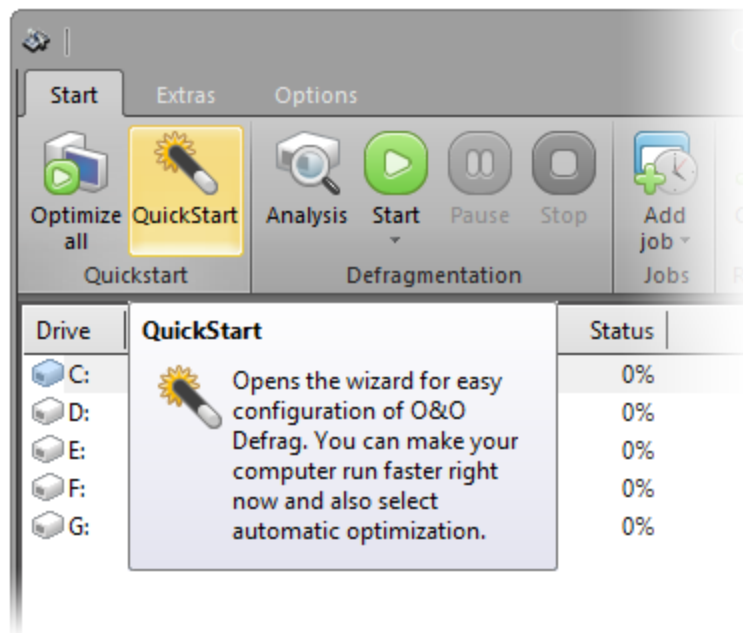 Start Extras Options
Optimize all QuickStart Analysis Start Pause Stop Add job
Quickstart Defragmentation Jobs
Drive Status
QuickStart
Opens the wizard for easy
configuration of O&O
Defrag. You can make your
computer run faster right
now and also select
automatic optimization.
C: 0%
D: 0%
E: 0%
F: 0%
G: 0%